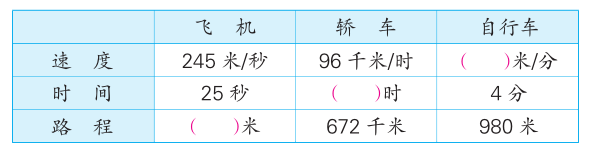 飞 机 轿 车 自行车
速 度 245 米/秒 96 千米/时 ( )米/分
时 间 25 秒 ( )时 4 分
路 程 ( )米 672 千米 980 米